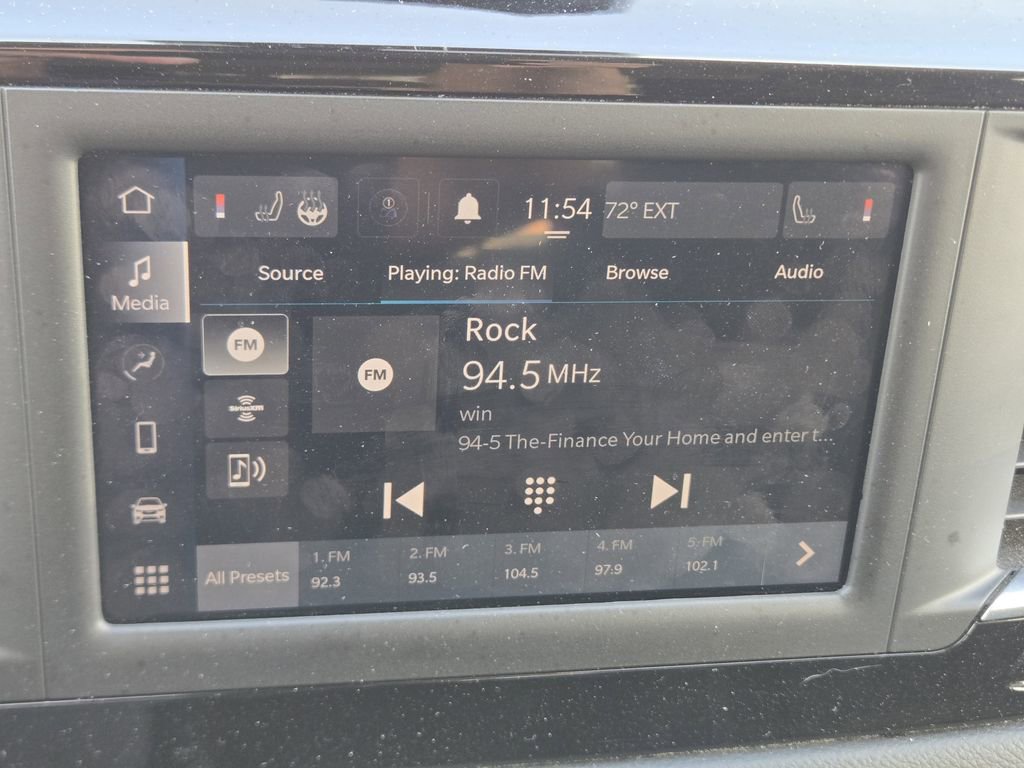 11:54 72° EXT
Source Playing: Radio FM Browse Audio
Media
FM
FM
SiriusXM
Rock
94.5 MHz
win
94-5 The-Finance Your Home and enter t...
All Presets
1. FM
92.3
2. FM
93.5
3. FM
104.5
4. FM
97.9
5. FM
102.1